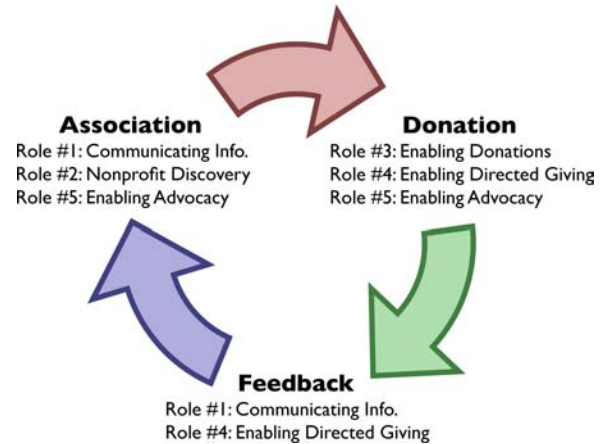 Association
Role #1: Communicating Info.
Role #2: Nonprofit Discovery
Role #5: Enabling Advocacy
Donation
Role #3: Enabling Donations
Role #4: Enabling Directed Giving
Role #5: Enabling Advocacy
Feedback
Role #1: Communicating Info.
Role #4: Enabling Directed Giving